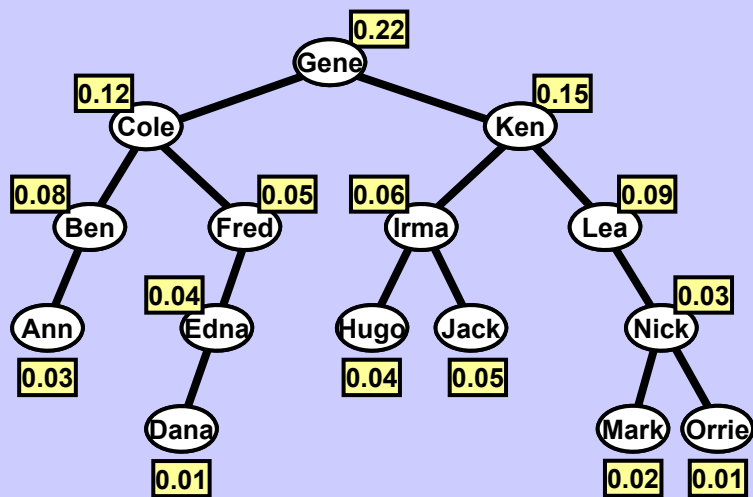 0.22
Gene
0.12 0.15
Cole Ken
0.08 0.05 0.06 0.09
Ben Fred Irma Lea
0.04 0.03
Ann Edna Hugo Jack Nick
0.03 0.04 0.05
Dana Mark Orrie
0.01 0.02 0.01